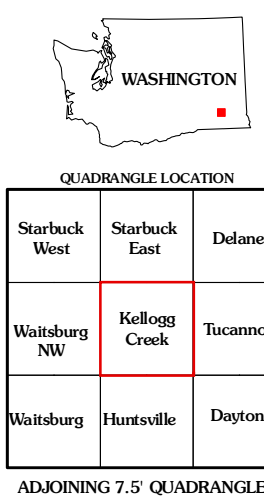 WASHINGTON
QUADRANGLE LOCATION
Starbuck West
Starbuck East
Delane
Waitsburg NW
Kellogg Creek
Tucanno
Waitsburg
Huntsville
Dayton
ADJOINING 7.5' QUADRANGLE